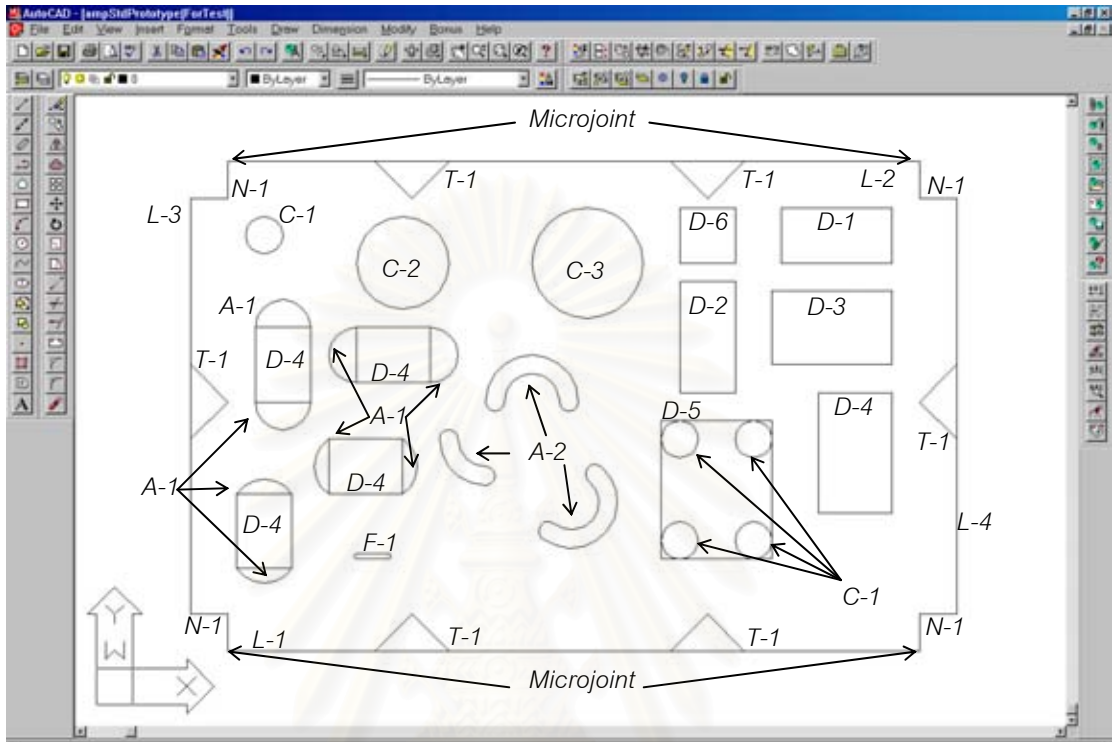 AutoCAD - [ampStdPrototype(ForTest)]
File Edit View Insert Format Tools Draw Dimension Modify Bonus Help
0 ByLayer ByLayer
Microjoint
T-1 T-1 L-2
N-1 N-1
L-3 C-1 D-6 D-1
C-2 C-3
A-1 D-2 D-3
T-1 D-4 D-4
A-1 D-5 D-4
T-1
A-2
A-1 D-4
D-4 L-4
F-1
C-1
N-1 N-1
L-1 T-1 T-1
Y
W
X
Microjoint